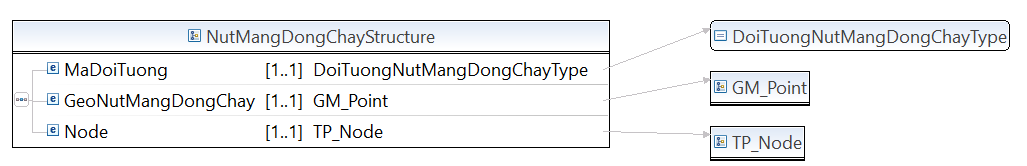 NutMangDongChayStructure
MaDoiTuong [1..1] DoiTuongNutMangDongChayType
GeoNutMangDongChay [1..1] GM_Point
Node [1..1] TP_Node
DoiTuongNutMangDongChayType
GM_Point
TP_Node